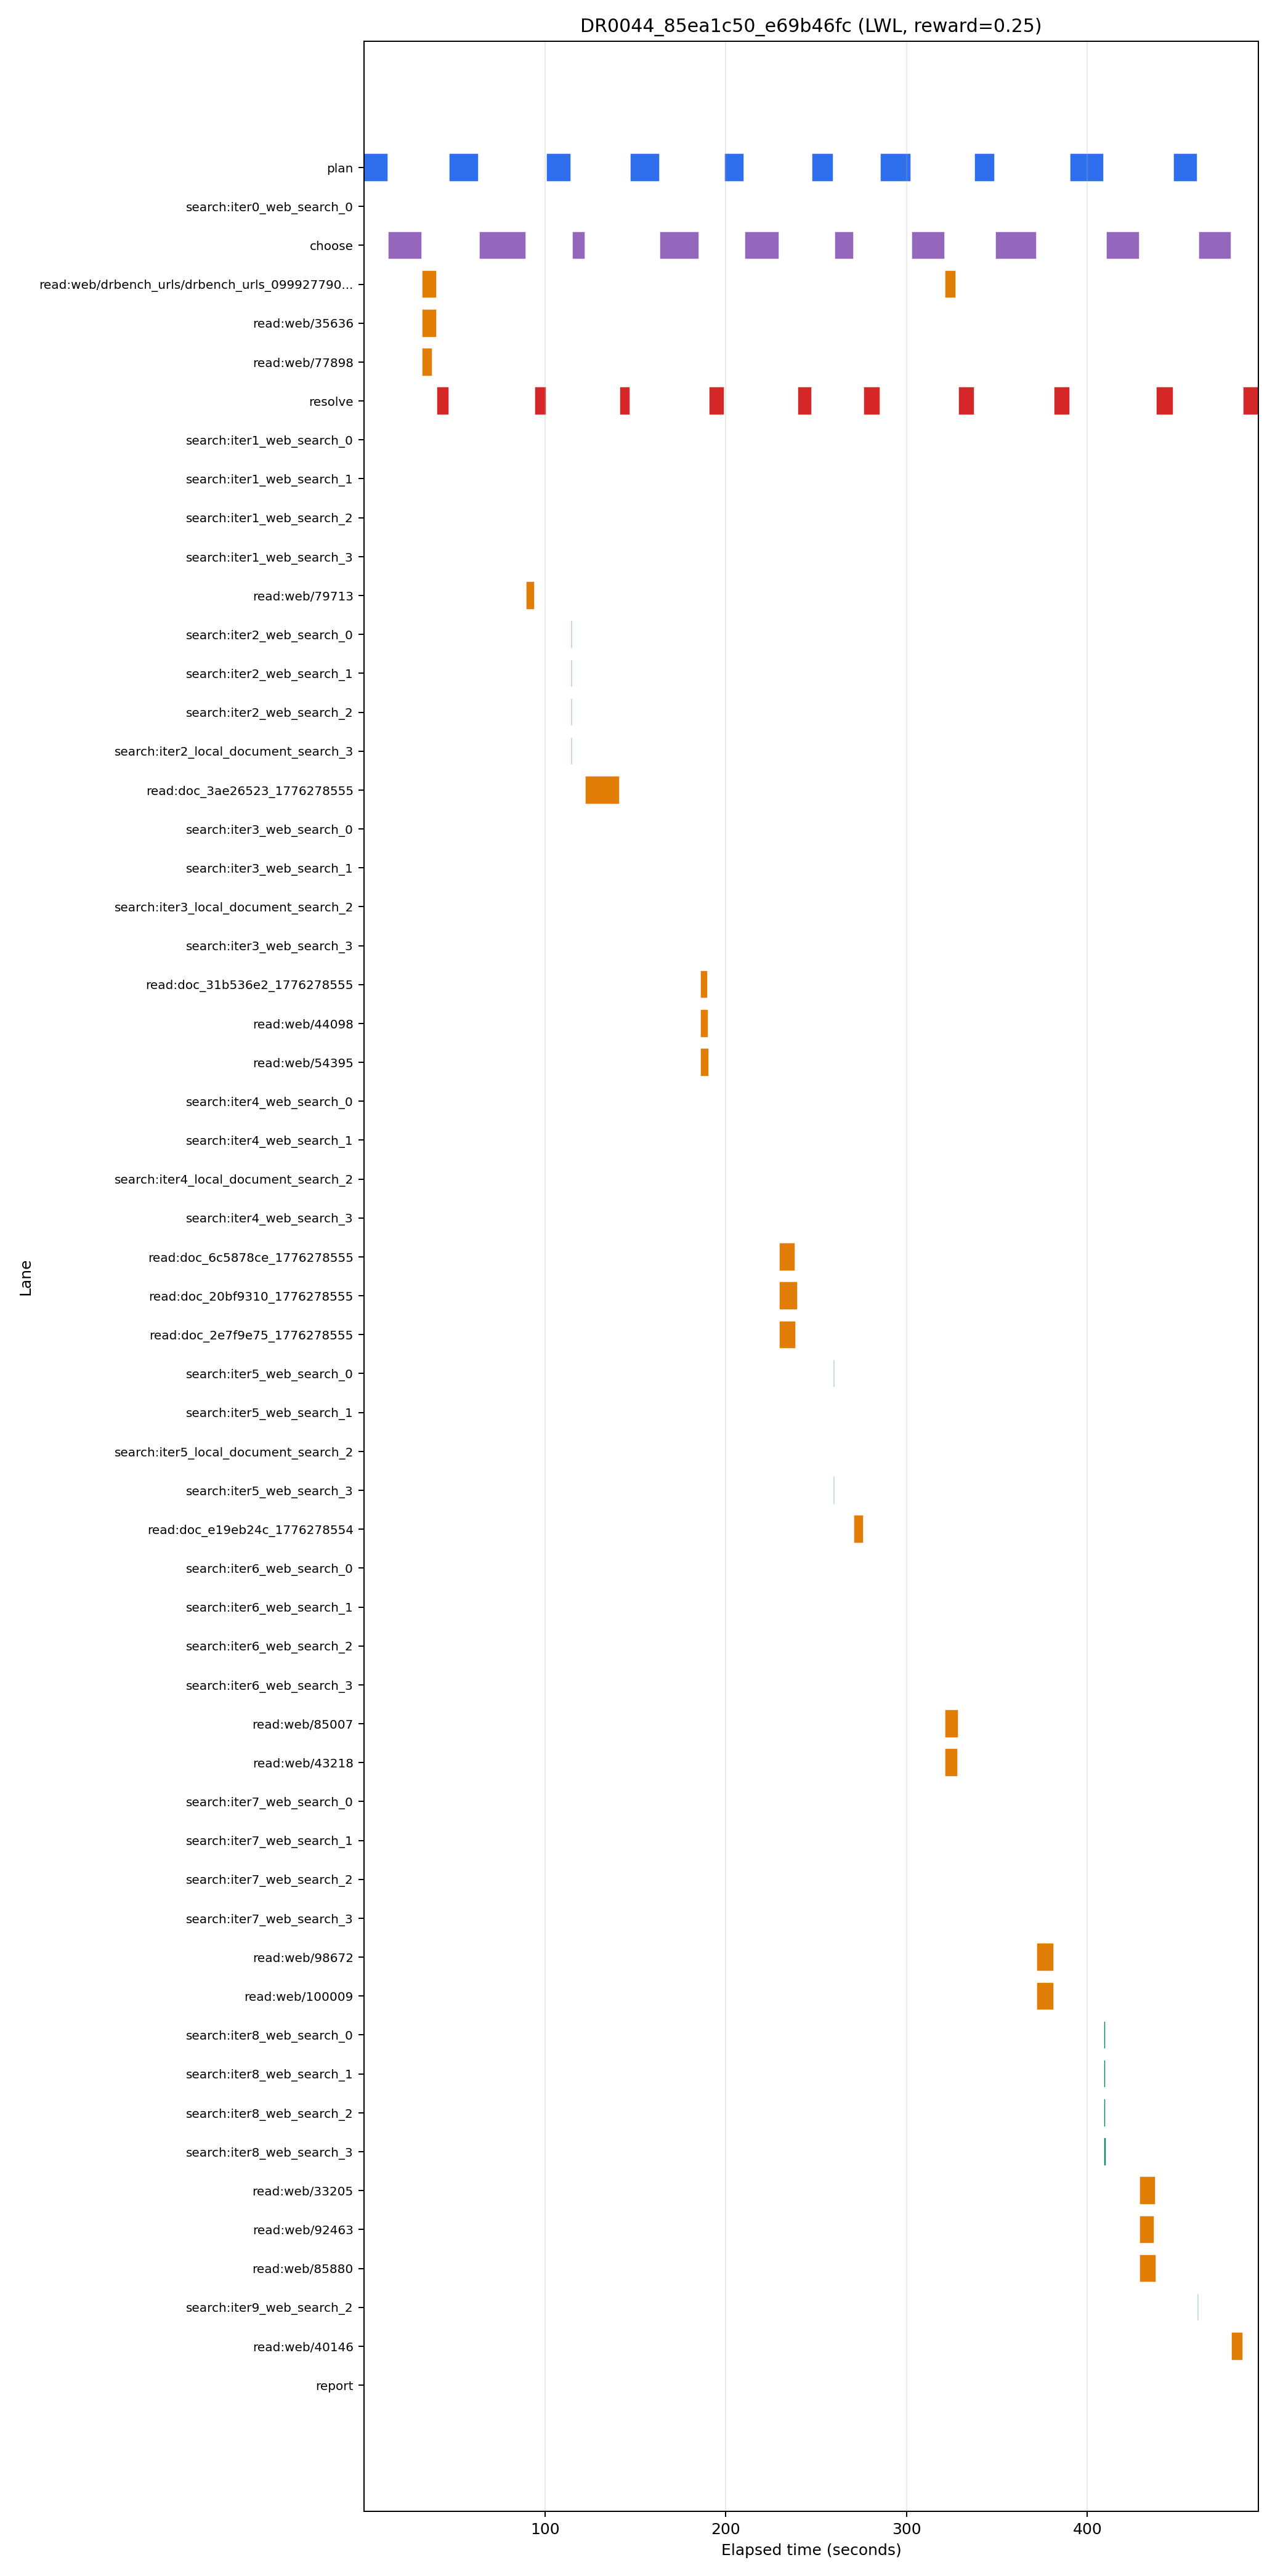 DR0044_85ea1c50_e69b46fc (LWL, reward=0.25)
plan
search:iter0_web_search_0
choose
read:web/drbench_urls/drbench_urls_099927790...
read:web/35636
read:web/77898
resolve
search:iter1_web_search_0
search:iter1_web_search_1
search:iter1_web_search_2
search:iter1_web_search_3
read:web/79713
search:iter2_web_search_0
search:iter2_web_search_1
search:iter2_web_search_2
search:iter2_local_document_search_3
read:doc_3ae26523_1776278555
search:iter3_web_search_0
search:iter3_web_search_1
search:iter3_local_document_search_2
search:iter3_web_search_3
read:doc_31b536e2_1776278555
read:web/44098
read:web/54395
search:iter4_web_search_0
search:iter4_web_search_1
search:iter4_local_document_search_2
search:iter4_web_search_3
read:doc_6c5878ce_1776278555
read:doc_20bf9310_1776278555
read:doc_2e7f9e75_1776278555
search:iter5_web_search_0
search:iter5_web_search_1
search:iter5_local_document_search_2
search:iter5_web_search_3
read:doc_e19eb24c_1776278554
search:iter6_web_search_0
search:iter6_web_search_1
search:iter6_web_search_2
search:iter6_web_search_3
read:web/85007
read:web/43218
search:iter7_web_search_0
search:iter7_web_search_1
search:iter7_web_search_2
search:iter7_web_search_3
read:web/98672
read:web/100009
search:iter8_web_search_0
search:iter8_web_search_1
search:iter8_web_search_2
search:iter8_web_search_3
read:web/33205
read:web/92463
read:web/85880
search:iter9_web_search_2
read:web/40146
report
Lane
100 200 300 400
Elapsed time (seconds)